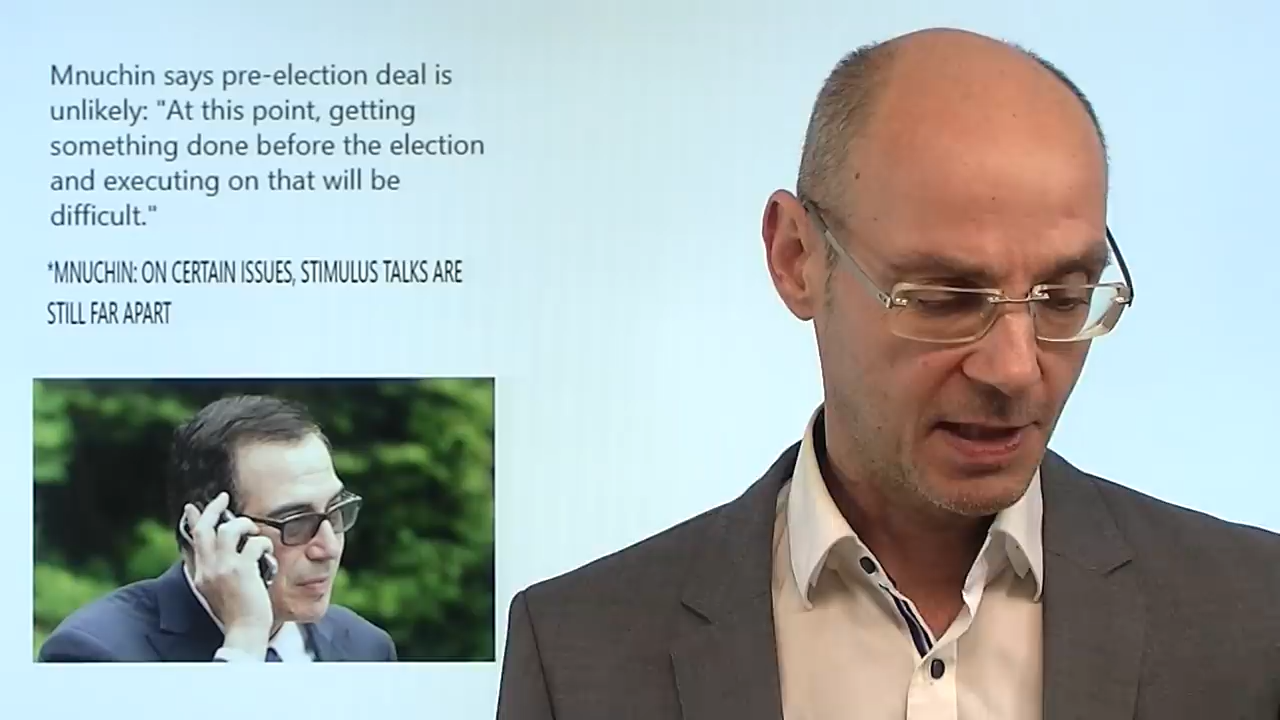 Mnuchin says pre-election deal is
unlikely: "At this point, getting
something done before the election
and executing on that will be
difficult."
*MNUCHIN: ON CERTAIN ISSUES, STIMULUS TALKS ARE
STILL FAR APART